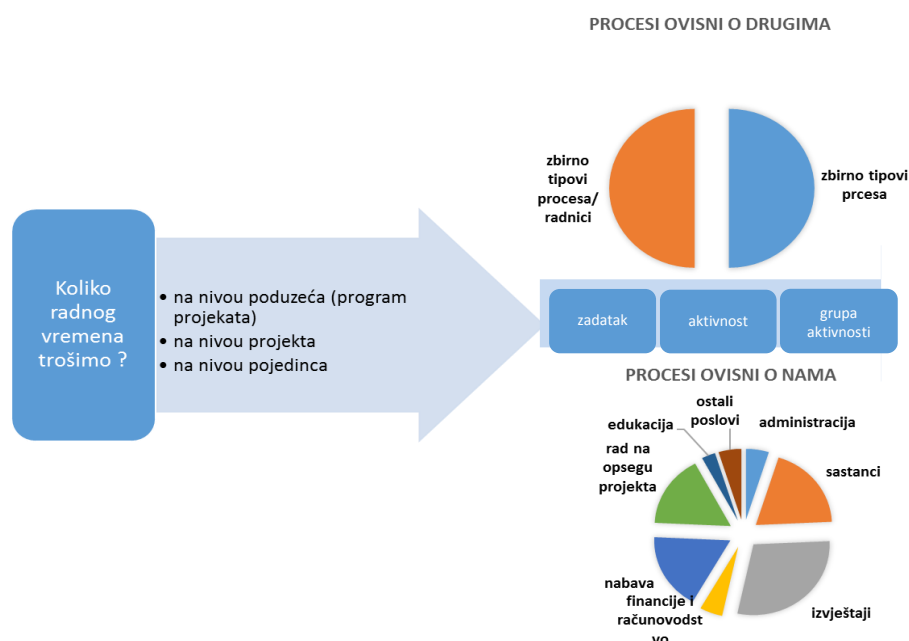 PROCESI OVISNI O DRUGIMA
zbirno
tipovi
procesa/
radnici
zbirno tipovi
prcesa
Koliko
radnog
vremena
trošimo ?
• na nivou poduzeća (program
projekata)
• na nivou projekta
• na nivou pojedinca
zadatak
aktivnost
grupa
aktivnosti
PROCESI OVISNI O NAMA
ostali
poslovi
edukacija
administracija
rad na
opsegu
projekta
sastanci
nabava
financije i
računovodst
vo
izvještaji